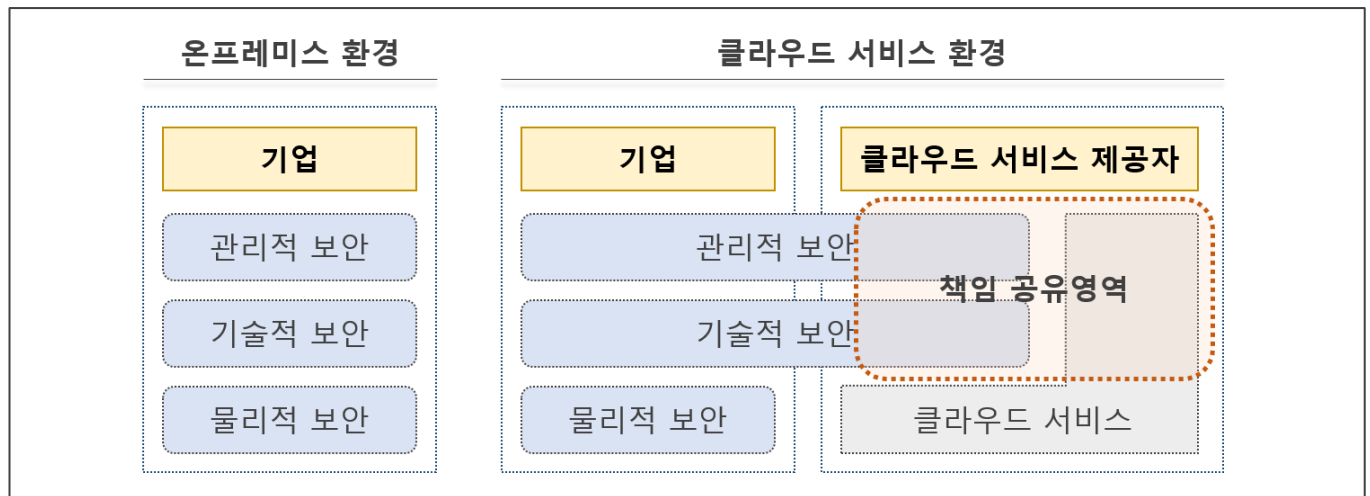 온프레미스 환경
클라우드 서비스 환경
기업
기업
클라우드 서비스 제공자
관리적 보안
관리적 보안
책임 공유영역
기술적 보안
기술적 보안
물리적 보안
물리적 보안
클라우드 서비스